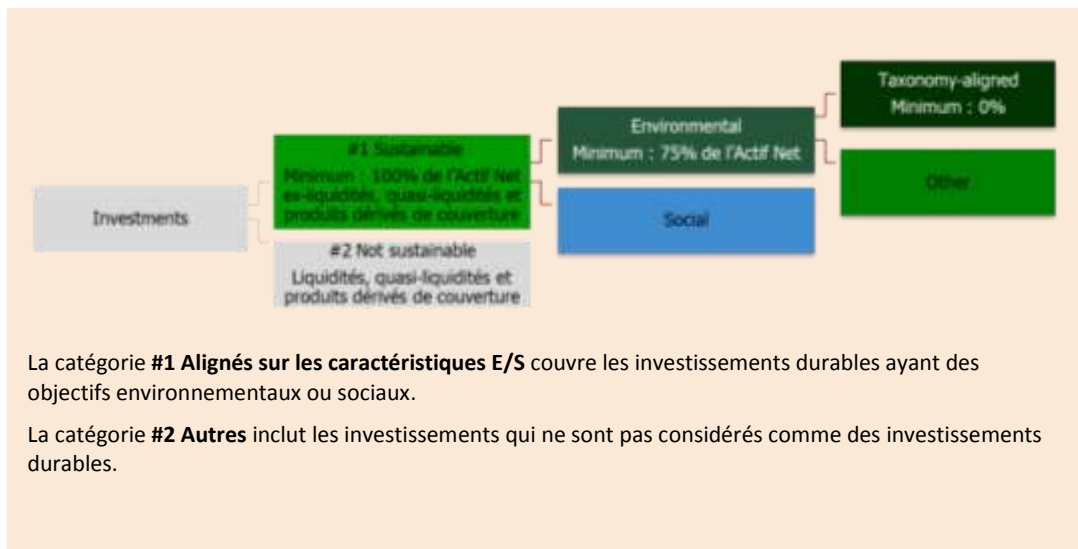 Taxonomy-aligned
Minimum : 0%
Environmental
Minimum : 75% de l'Actif Net
#1 Sustainable
Minimum : 100% de l'Actif Net
ex-liquidités, quasi-liquidités et
produits dérivés de couverture
Other
Investments
Social
#2 Not sustainable
Liquidités, quasi-liquidités et
produits dérivés de couverture
La catégorie #1 Alignés sur les caractéristiques E/S couvre les investissements durables ayant des
objectifs environnementaux ou sociaux.
La catégorie #2 Autres inclut les investissements qui ne sont pas considérés comme des investissements
durables.